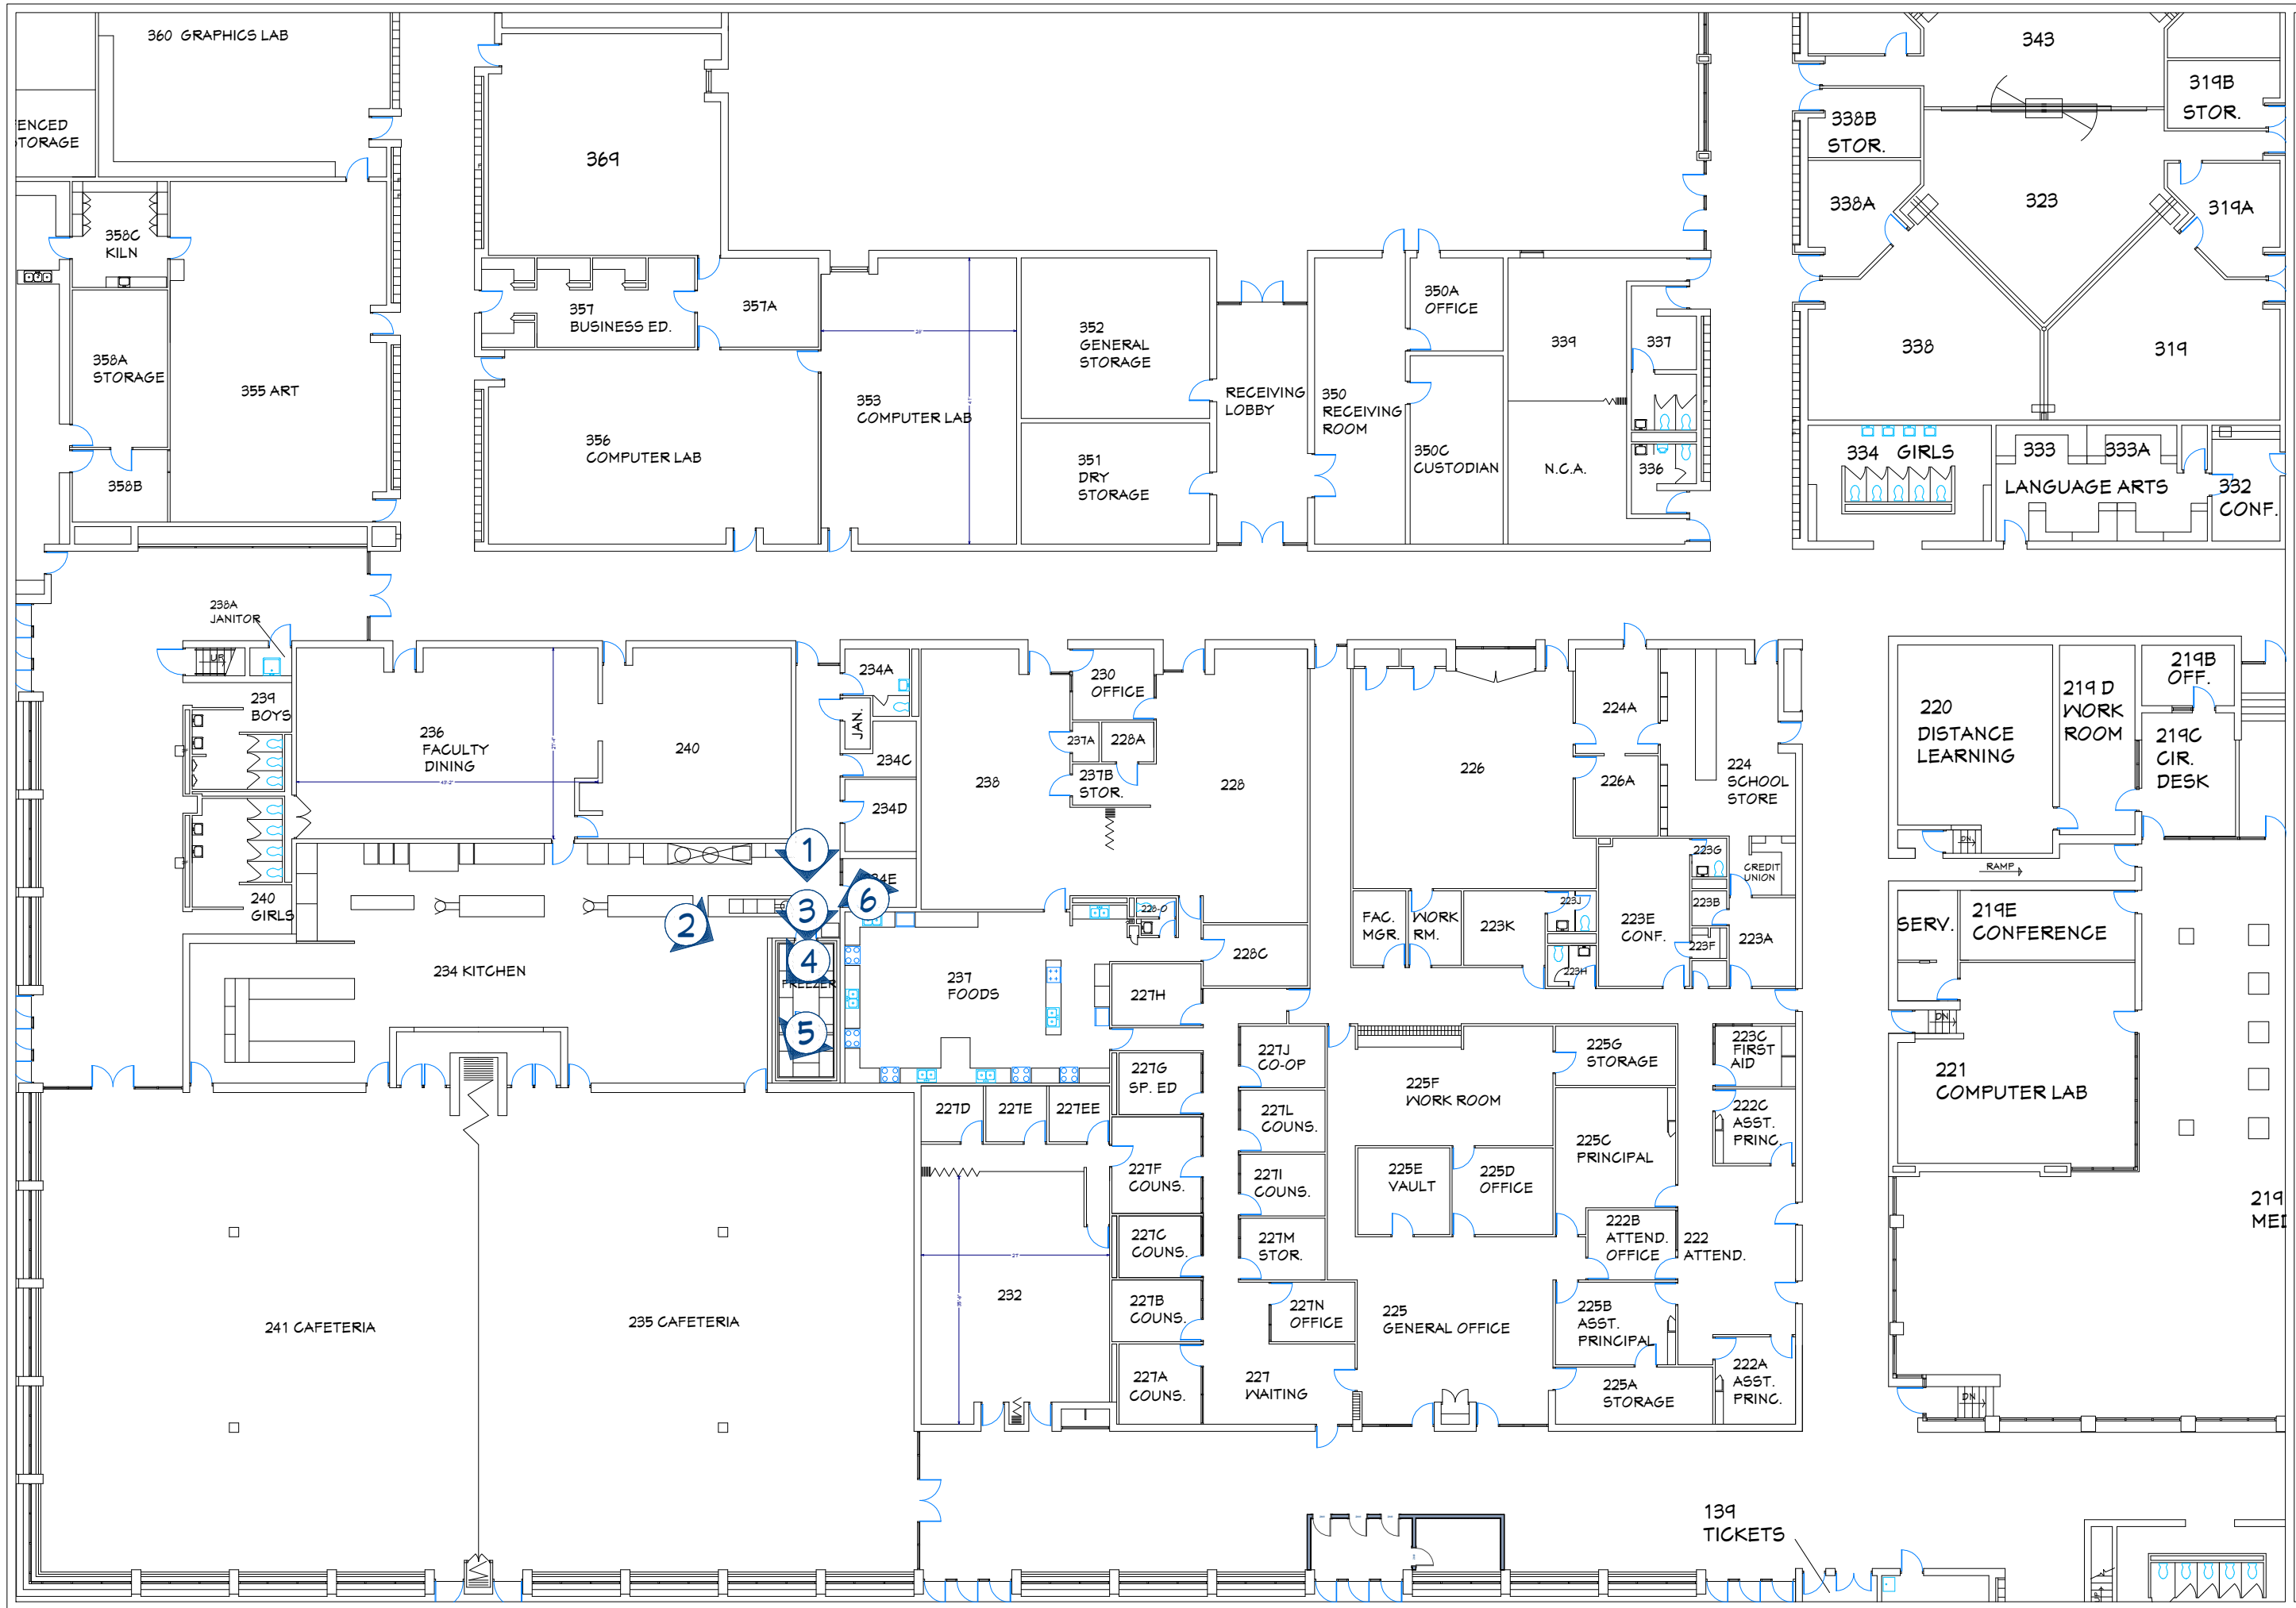 360 GRAPHICS LAB
343
319B
STOR.
ENCED
TORAGE
369
338B
STOR.
338A
323
319A
358C
KILN
357
BUSINESS ED.
357A
352
GENERAL
STORAGE
350A
OFFICE
339
337
338
319
358A
STORAGE
355 ART
353
COMPUTER LAB
RECEIVING
LOBBY
350
RECEIVING
ROOM
356
COMPUTER LAB
351
DRY
STORAGE
350C
CUSTODIAN
N.C.A.
336
334 GIRLS
333
333A
LANGUAGE ARTS
332
CONF.
358B
238A
JANITOR
UP
239
BOYS
236
FACULTY
DINING
240
234A
JAN.
234C
234D
234E
238
230
OFFICE
237A
228A
237B
STOR.
228
226
224A
226A
224
SCHOOL
STORE
220
DISTANCE
LEARNING
219 D
WORK
ROOM
219B
OFF.
219C
CIR.
DESK
DN
RAMP
240
GIRLS
1
2
3
4
5
6
234 KITCHEN
FREEZER
237
FOODS
228-D
228C
227H
FAC.
MGR.
WORK
RM.
223K
223J
223H
223E
CONF.
223G
223B
223F
CREDIT
UNION
223A
SERV.
219E
CONFERENCE
DN
221
COMPUTER LAB
227G
SP. ED
227J
CO-OP
225F
WORK ROOM
225G
STORAGE
223C
FIRST
AID
227D
227E
227EE
227L
COUNS.
225C
PRINCIPAL
222C
ASST.
PRINC.
227F
COUNS.
227I
COUNS.
225E
VAULT
225D
OFFICE
227C
COUNS.
227M
STOR.
222B
ATTEND.
OFFICE
222
ATTEND.
219
MED
232
227B
COUNS.
227N
OFFICE
225
GENERAL OFFICE
225B
ASST.
PRINCIPAL
241 CAFETERIA
235 CAFETERIA
227A
COUNS.
227
WAITING
225A
STORAGE
222A
ASST.
PRINC.
DN
139
TICKETS